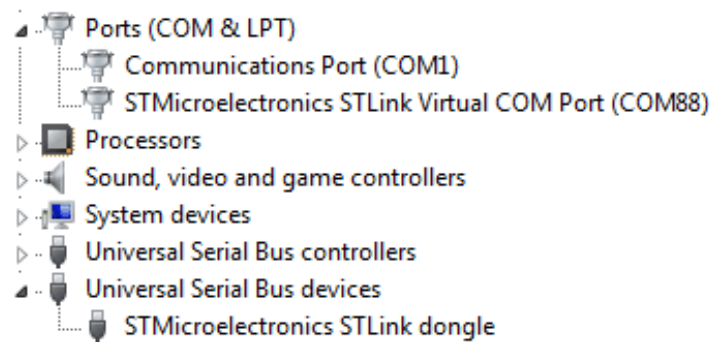 Ports (COM & LPT)
Communications Port (COM1)
STMicroelectronics STLink Virtual COM Port (COM88)
Processors
Sound, video and game controllers
System devices
Universal Serial Bus controllers
Universal Serial Bus devices
STMicroelectronics STLink dongle